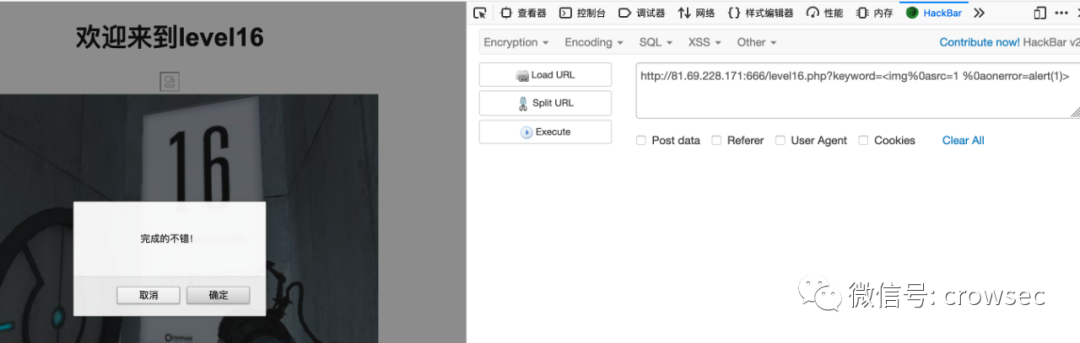 欢迎来到level16
16
完成的不错!
取消 确定
查看器 控制台 调试器 网络 样式编辑器 性能 内存 HackBar
Encryption Encoding SQL XSS Other Contribute now! HackBar v2
Load URL
Split URL
Execute
http://81.69.228.171:666/level16.php?keyword=<img%0asrc=1 %0aonerror=alert(1)>
Post data Referer User Agent Cookies Clear All
微信号: crowsec